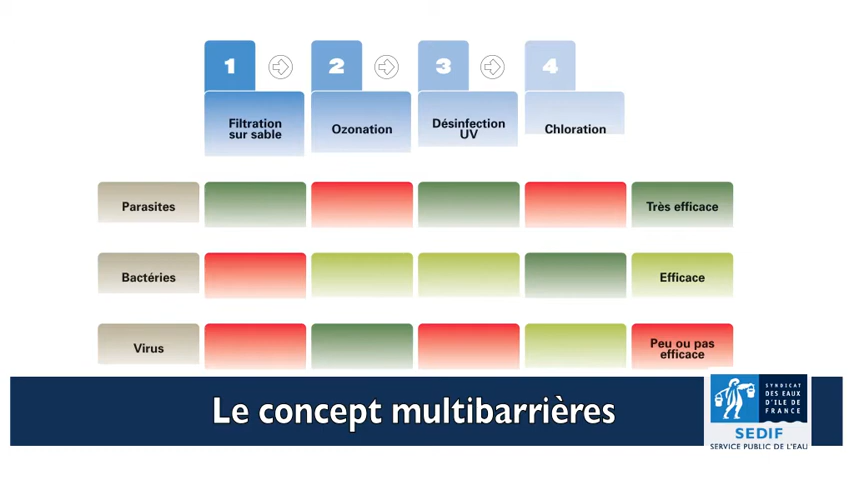 1
2
3
4
Filtration
sur sable
Ozonation
Désinfection
UV
Chloration
Parasites
Très efficace
Bactéries
Efficace
Virus
Peu ou pas
efficace
Le concept multibarrières
SYNDICAT
DES EAUX
D'ILE DE
FRANCE
SEDIF
SERVICE PUBLIC DE L'EAU